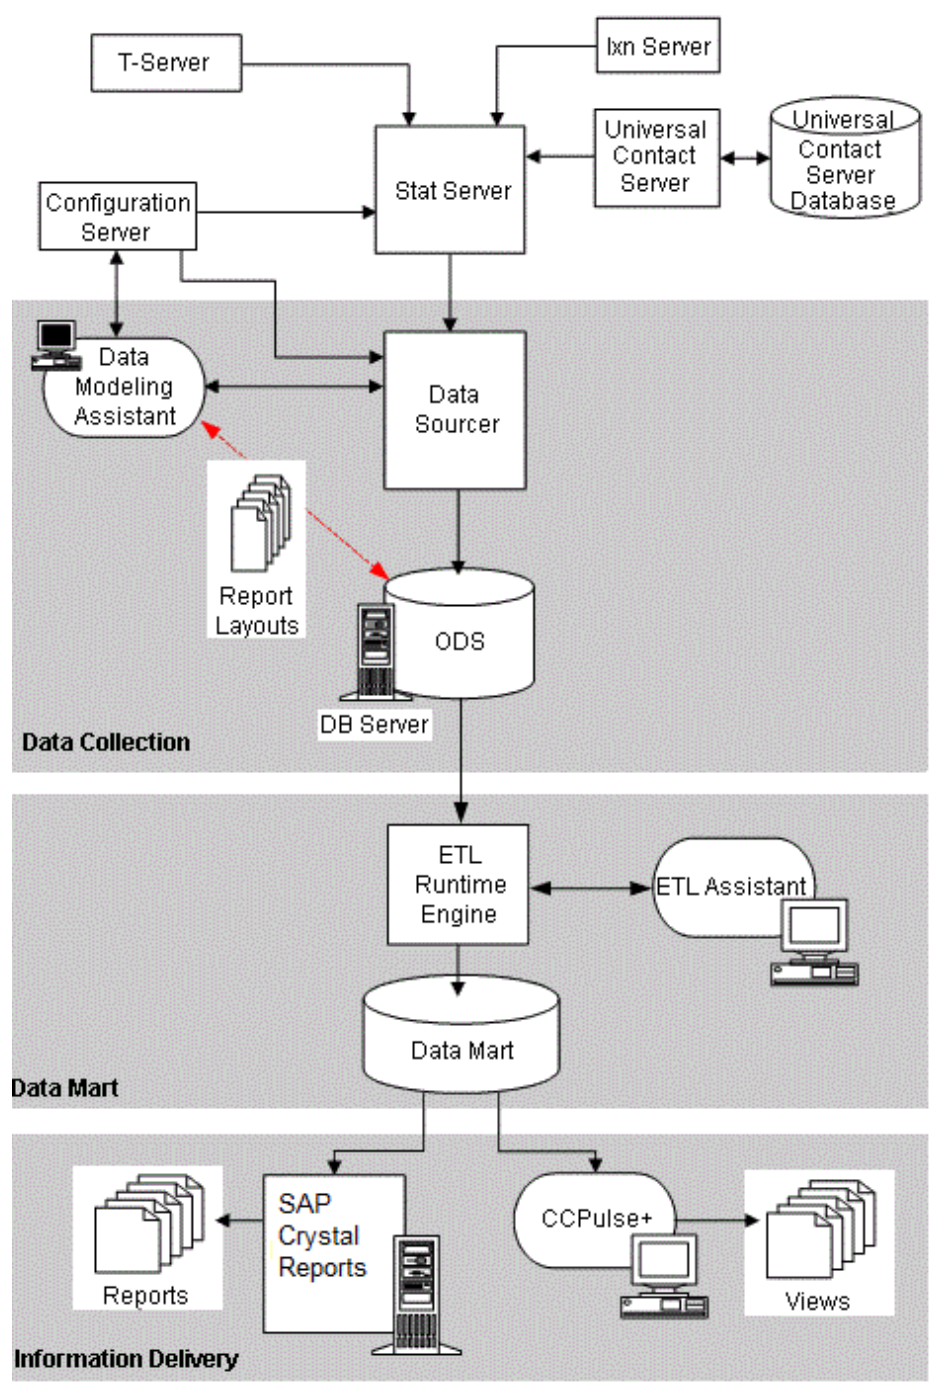 T-Server
Ixn Server
Stat Server
Universal
Contact
Server
Universal
Contact
Server
Database
Configuration
Server
Data
Modeling
Assistant
Data
Sourcer
Report
Layouts
ODS
DB Server
Data Collection
ETL
Runtime
Engine
ETL Assistant
Data Mart
Data Mart
SAP
Crystal
Reports
Reports
CCPulse+
Views
Information Delivery